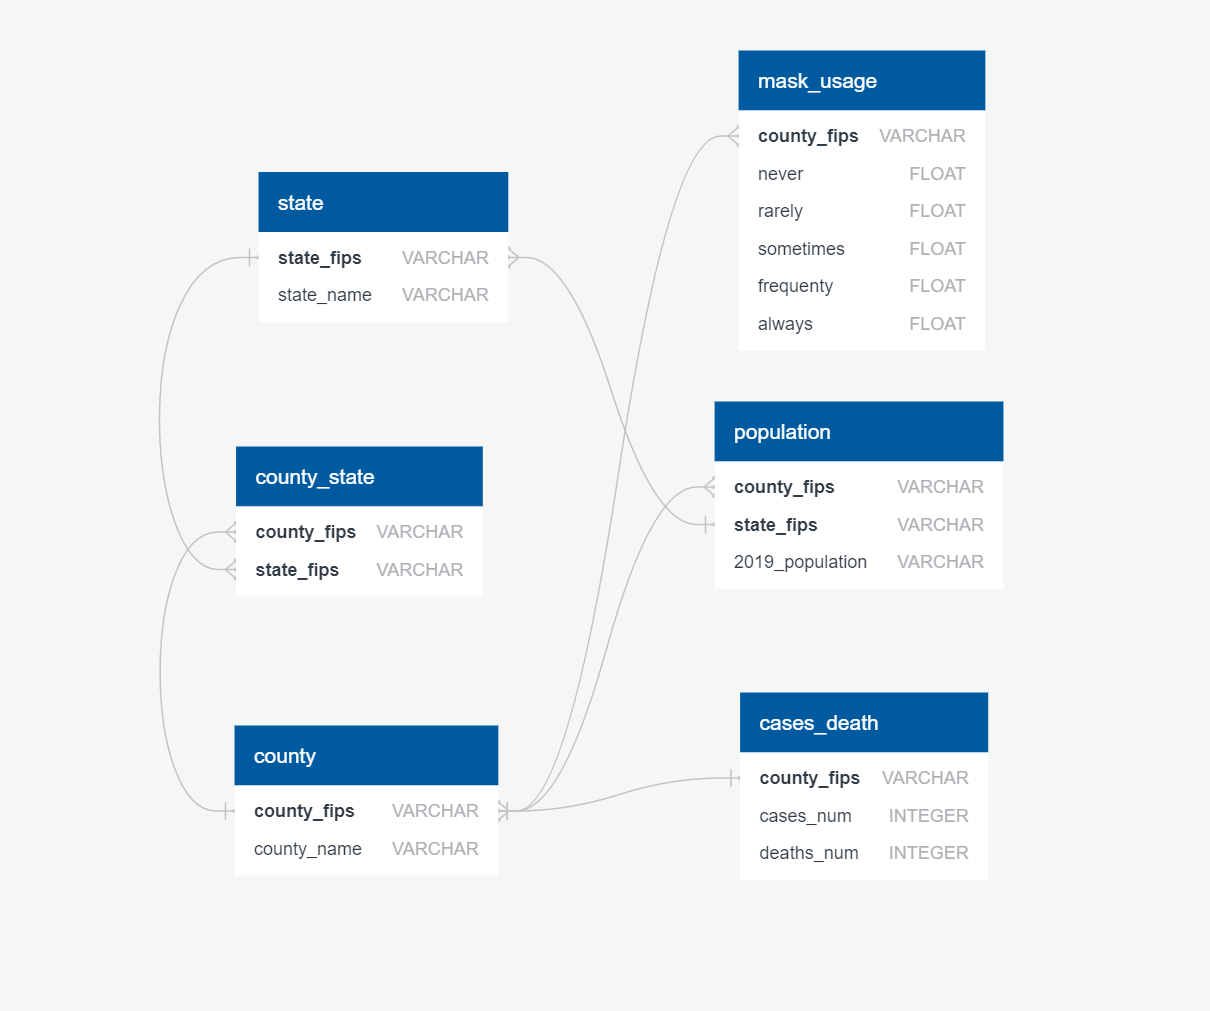 state
state_fips VARCHAR
state_name VARCHAR
county_state
county_fips VARCHAR
state_fips VARCHAR
county
county_fips VARCHAR
county_name VARCHAR
mask_usage
county_fips VARCHAR
never FLOAT
rarely FLOAT
sometimes FLOAT
frequenty FLOAT
always FLOAT
population
county_fips VARCHAR
state_fips VARCHAR
2019_population VARCHAR
cases_death
county_fips VARCHAR
cases_num INTEGER
deaths_num INTEGER